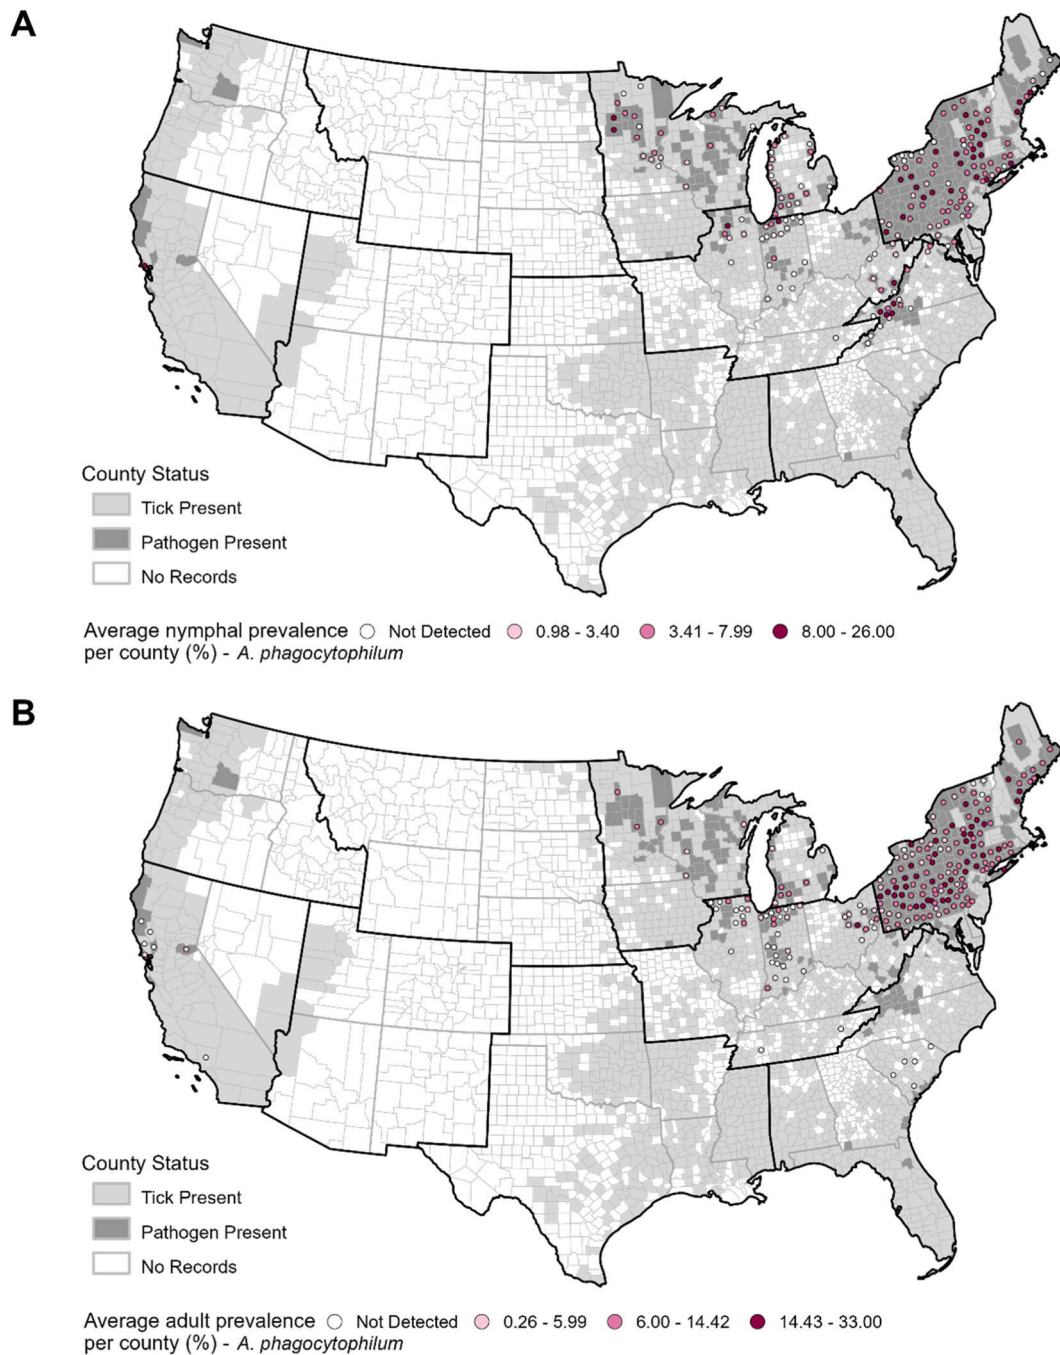 A
County Status
Tick Present
Pathogen Present
No Records
Average nymphal prevalence Not Detected 0.98 - 3.40 3.41 - 7.99 8.00 - 26.00
per county (%) - A. phagocytophilum
B
County Status
Tick Present
Pathogen Present
No Records
Average adult prevalence Not Detected 0.26 - 5.99 6.00 - 14.42 14.43 - 33.00
per county (%) - A. phagocytophilum